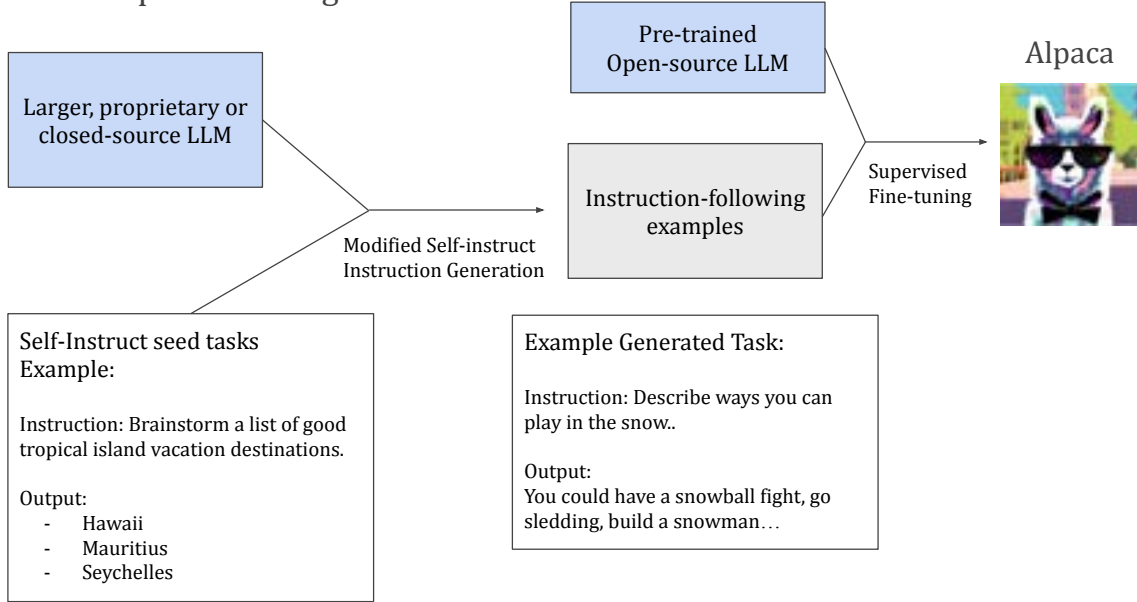 Larger, proprietary or
closed-source LLM
Pre-trained
Open-source LLM
Alpaca
Instruction-following
examples
Supervised
Fine-tuning
Modified Self-instruct
Instruction Generation
Self-Instruct seed tasks
Example:
Instruction: Brainstorm a list of good
tropical island vacation destinations.
Output:
- Hawaii
- Mauritius
- Seychelles
Example Generated Task:
Instruction: Describe ways you can
play in the snow..
Output:
You could have a snowball fight, go
sledding, build a snowman…